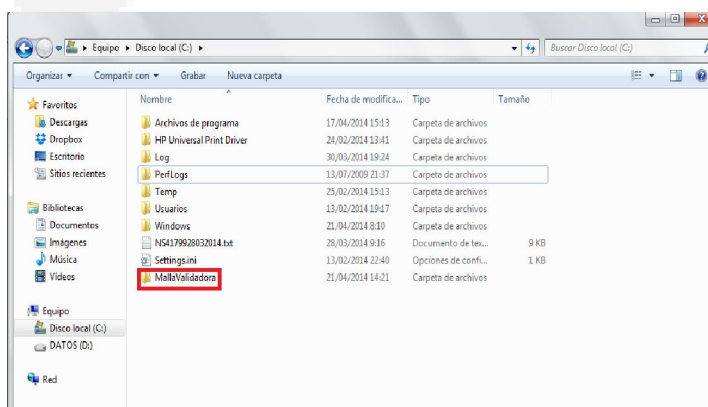 Equipo ▸ Disco local (C:) ▸
Buscar Disco local (C:)
Organizar ▾ Compartir con ▾ Grabar Nueva carpeta
Favoritos
Descargas
Dropbox
Escritorio
Sitios recientes
Bibliotecas
Documentos
Imágenes
Música
Vídeos
Equipo
Disco local (C:)
DATOS (D:)
Red
Nombre Fecha de modifica... Tipo Tamaño
Archivos de programa 17/04/2014 15:13 Carpeta de archivos
HP Universal Print Driver 24/02/2014 13:41 Carpeta de archivos
Log 30/03/2014 19:24 Carpeta de archivos
PerfLogs 13/07/2009 21:37 Carpeta de archivos
Temp 25/02/2014 15:13 Carpeta de archivos
Usuarios 13/02/2014 19:17 Carpeta de archivos
Windows 21/04/2014 8:10 Carpeta de archivos
NS4179928032014.txt 28/03/2014 9:16 Documento de tex... 9 KB
Settings.ini 13/02/2014 22:40 Opciones de confi... 1 KB
MallaValidadora 21/04/2014 14:21 Carpeta de archivos